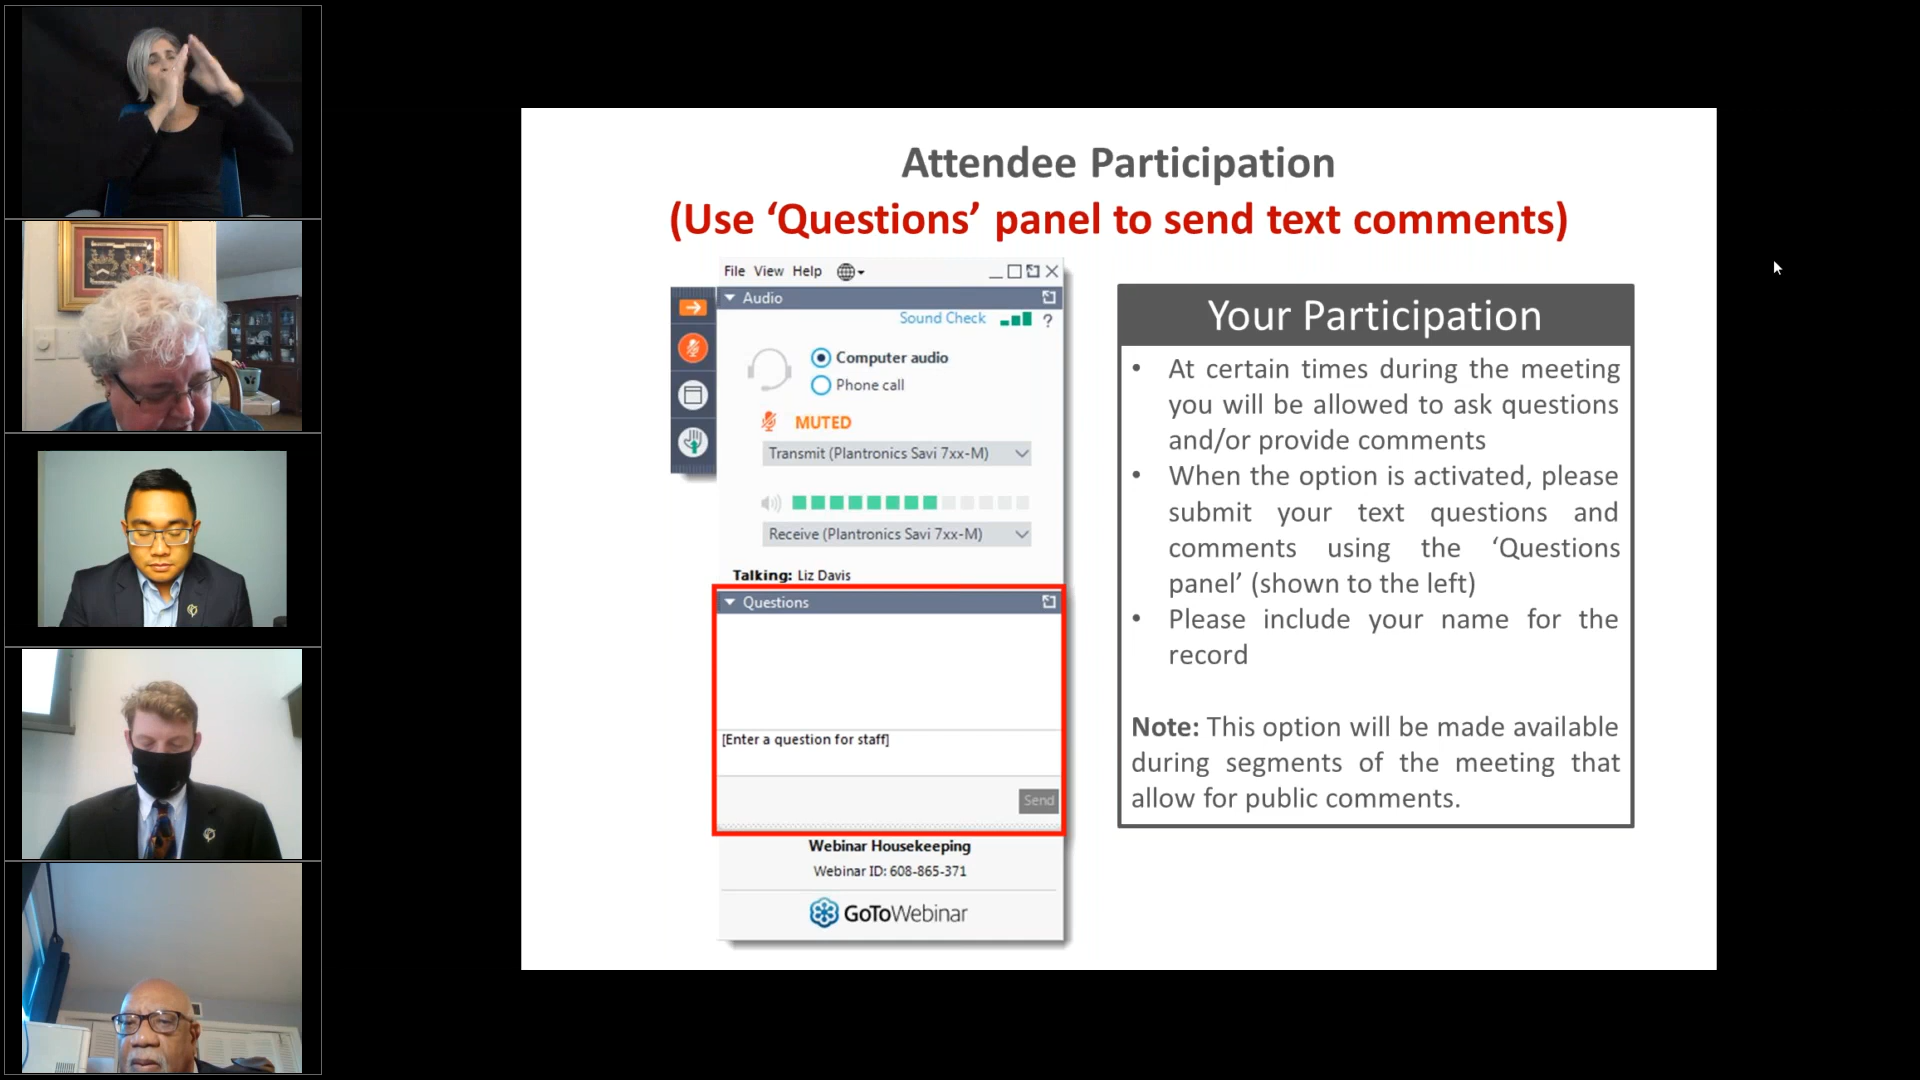 Attendee Participation
(Use ‘Questions’ panel to send text comments)
File View Help
Audio
Sound Check
?
Computer audio
Phone call
MUTED
Transmit (Plantronics Savi 7xx-M)
Receive (Plantronics Savi 7xx-M)
Talking: Liz Davis
Questions
[Enter a question for staff]
Send
Webinar Housekeeping
Webinar ID: 608-865-371
GoToWebinar
Your Participation
• At certain times during the meeting
you will be allowed to ask questions
and/or provide comments
• When the option is activated, please
submit your text questions and
comments using the ‘Questions
panel’ (shown to the left)
• Please include your name for the
record
Note: This option will be made available
during segments of the meeting that
allow for public comments.